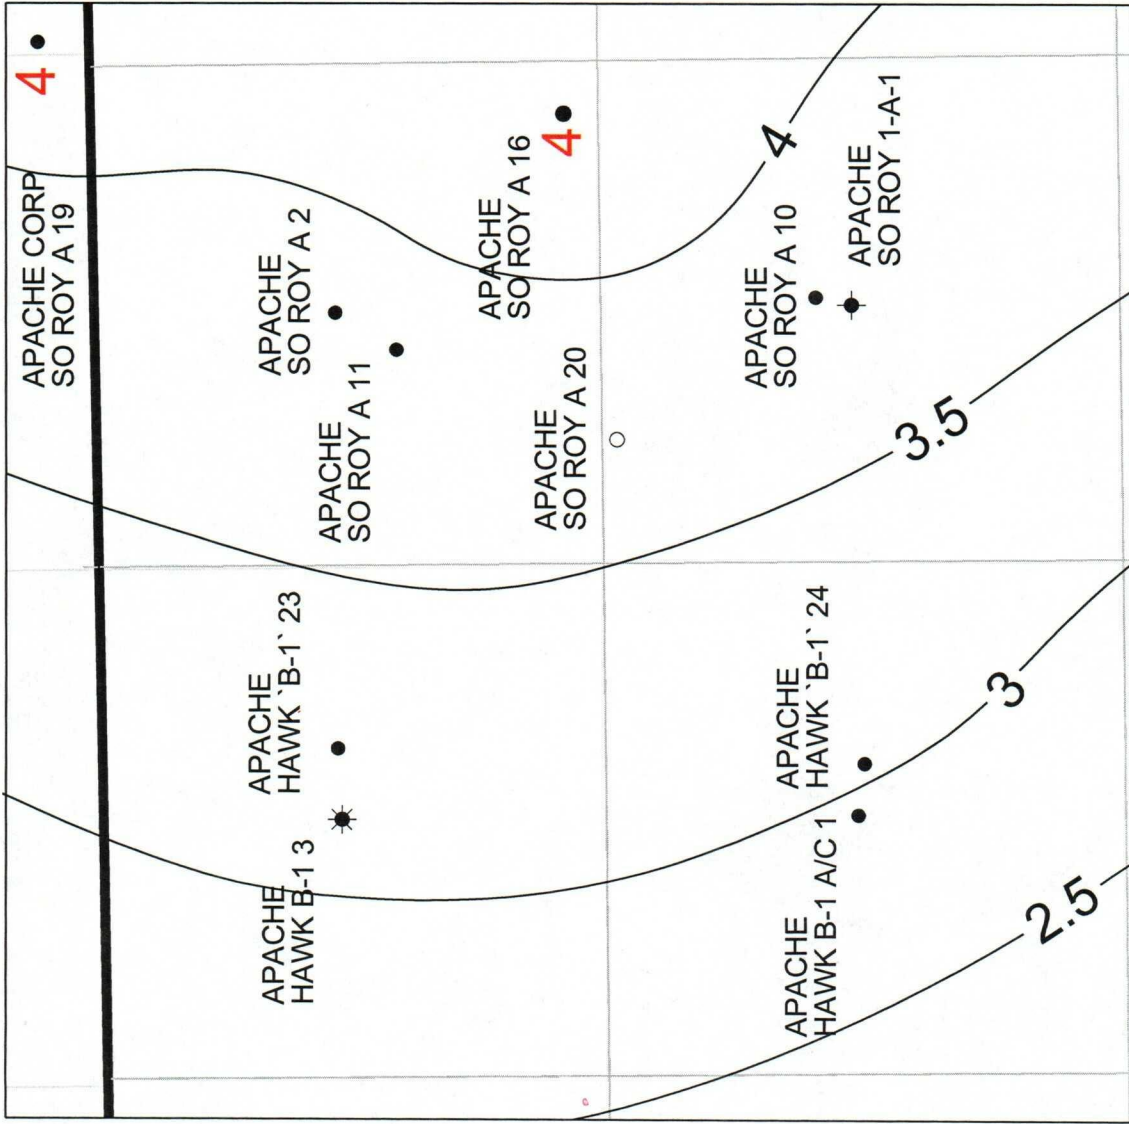 4
APACHE CORP
SO ROY A 19
APACHE
SO ROY A 2
APACHE
SO ROY A 11
APACHE
SO ROY A 16
4
4
APACHE
SO ROY 1-A-1
APACHE
SO ROY A 10
APACHE
SO ROY A 20
3.5
APACHE
HAWK `B-1` 23
APACHE
HAWK B-1 3
APACHE
HAWK `B-1` 24
APACHE
HAWK B-1 A/C 1
3
2.5